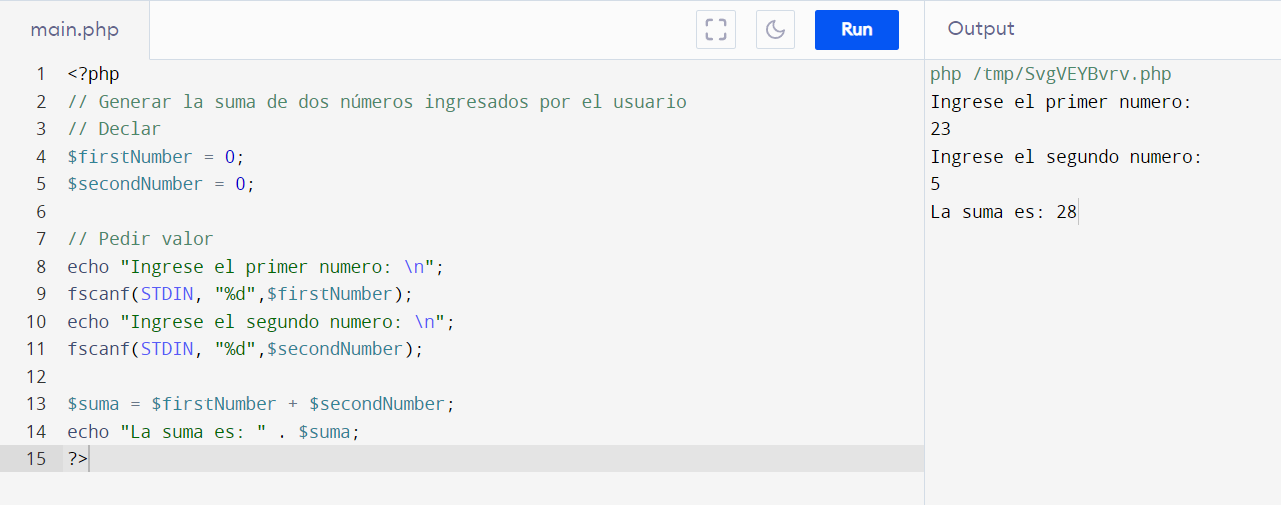 main.php
Run
Output
1 <?php
2 // Generar la suma de dos números ingresados por el usuario
3 // Declar
4 $firstNumber = 0;
5 $secondNumber = 0;
6
7 // Pedir valor
8 echo "Ingrese el primer numero: \n";
9 fscanf(STDIN, "%d",$firstNumber);
10 echo "Ingrese el segundo numero: \n";
11 fscanf(STDIN, "%d",$secondNumber);
12
13 $suma = $firstNumber + $secondNumber;
14 echo "La suma es: " . $suma;
15 ?>
php /tmp/SvgVEYBvrv.php
Ingrese el primer numero:
23
Ingrese el segundo numero:
5
La suma es: 28